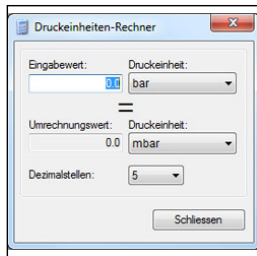 Druckeinheiten-Rechner
Eingabewert: Druckeinheit:
0.0 bar
=
Umrechnungswert: Druckeinheit:
0.0 mbar
Dezimalstellen: 5
Schliessen